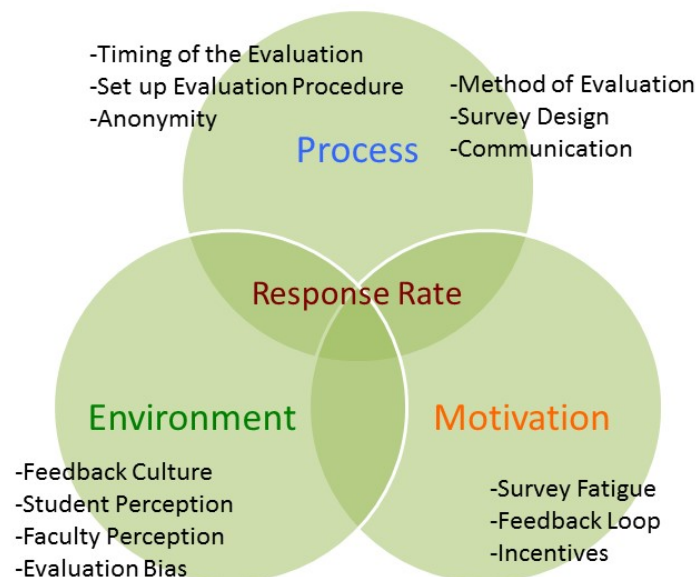 -Timing of the Evaluation
-Set up Evaluation Procedure
-Anonymity
-Method of Evaluation
-Survey Design
-Communication
Process
Response Rate
Environment
-Feedback Culture
-Student Perception
-Faculty Perception
-Evaluation Bias
Motivation
-Survey Fatigue
-Feedback Loop
-Incentives